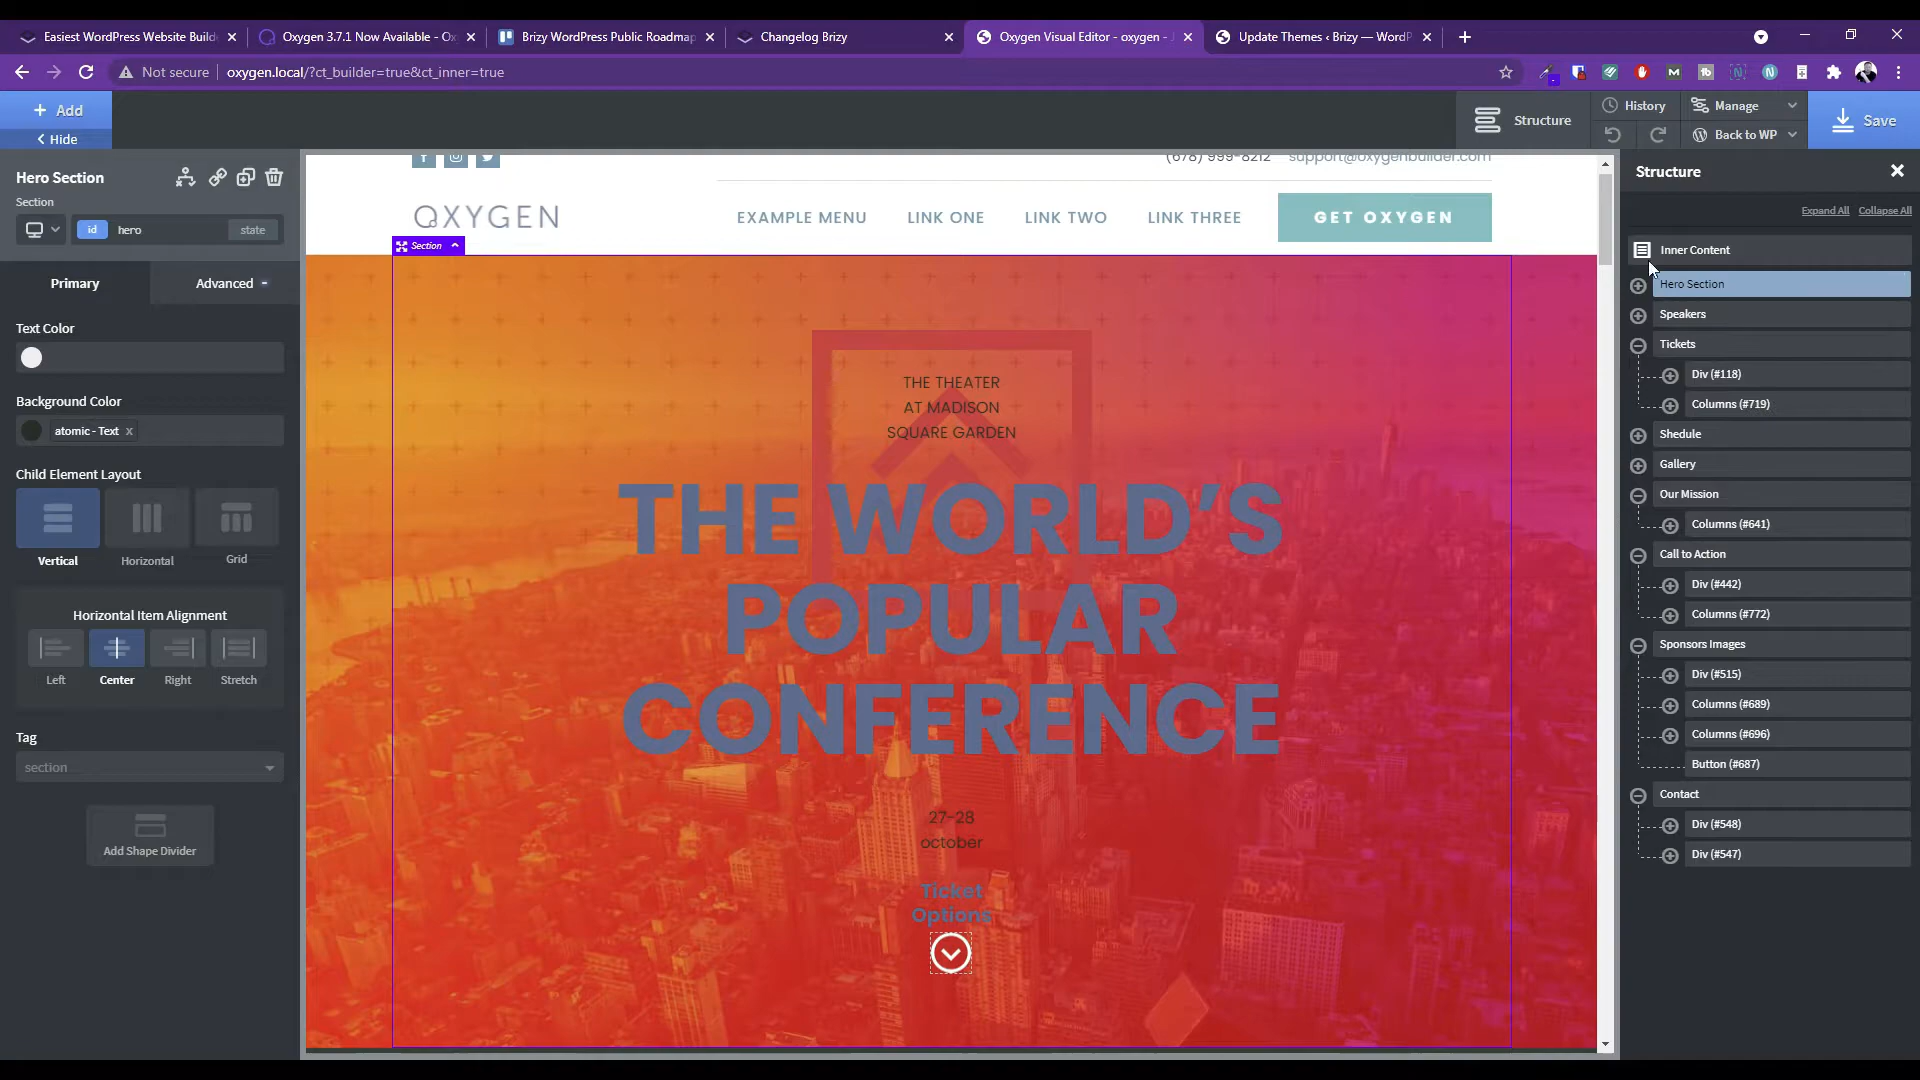 Easiest WordPress Website Builde
Oxygen 3.7.1 Now Available - Ox
Brizy WordPress Public Roadmap
Changelog Brizy
Oxygen Visual Editor - oxygen -
Update Themes ‹ Brizy — WordP
Not secure
oxygen.local/?ct_builder=true&ct_inner=true
+ Add
Hide
Structure
History
Manage
Back to WP
Save
Hero Section
Section
id
hero
state
Primary
Advanced
Text Color
Background Color
atomic - Text x
Child Element Layout
Vertical
Horizontal
Grid
Horizontal Item Alignment
Left
Center
Right
Stretch
Tag
section
Add Shape Divider
(678) 999-8212
support@oxygenbuilder.com
OXYGEN
EXAMPLE MENU
LINK ONE
LINK TWO
LINK THREE
GET OXYGEN
Section
THE THEATER
AT MADISON
SQUARE GARDEN
THE WORLD’S
POPULAR
CONFERENCE
27–28
october
Ticket
Options
Structure
Expand All
Collapse All
Inner Content
Hero Section
Speakers
Tickets
Div (#118)
Columns (#719)
Shedule
Gallery
Our Mission
Columns (#641)
Call to Action
Div (#442)
Columns (#772)
Sponsors Images
Div (#515)
Columns (#689)
Columns (#696)
Button (#687)
Contact
Div (#548)
Div (#547)